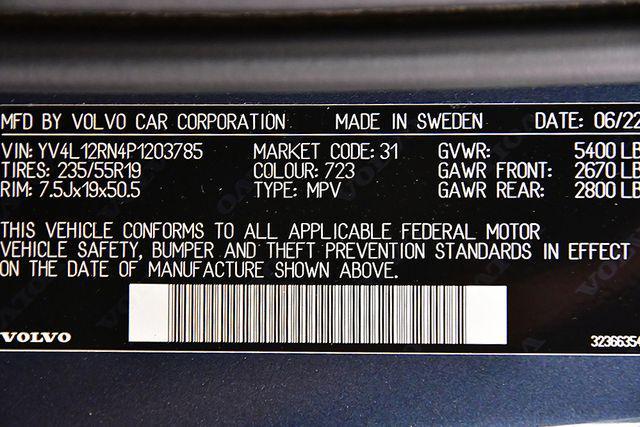 MFD BY VOLVO CAR CORPORATION MADE IN SWEDEN DATE: 06/22
VIN: YV4L12RN4P1203785 MARKET CODE: 31 GVWR: 5400 LB
TIRES: 235/55R19 COLOUR: 723 GAWR FRONT: 2670 LB
RIM: 7.5Jx19x50.5 TYPE: MPV GAWR REAR: 2800 LB
THIS VEHICLE CONFORMS TO ALL APPLICABLE FEDERAL MOTOR
VEHICLE SAFETY, BUMPER AND THEFT PREVENTION STANDARDS IN EFFECT
ON THE DATE OF MANUFACTURE SHOWN ABOVE.
VOLVO 32366354